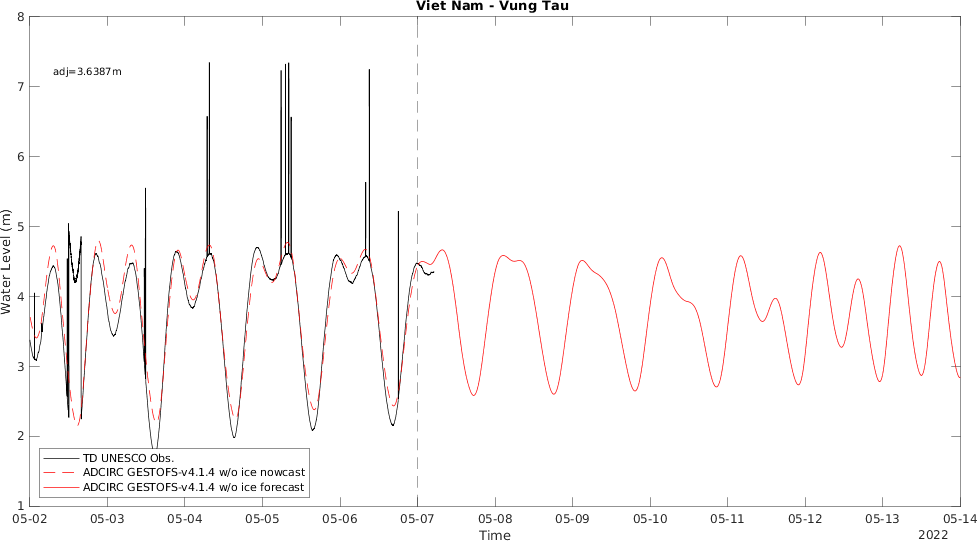 Viet Nam - Vung Tau
8
adj=3.6387m
7
6
5
Water Level (m)
4
3
2
TD UNESCO Obs.
ADCIRC GESTOFS-v4.1.4 w/o ice nowcast
ADCIRC GESTOFS-v4.1.4 w/o ice forecast
1
05-02 05-03 05-04 05-05 05-06 05-07 05-08 05-09 05-10 05-11 05-12 05-13 05-14
Time
2022